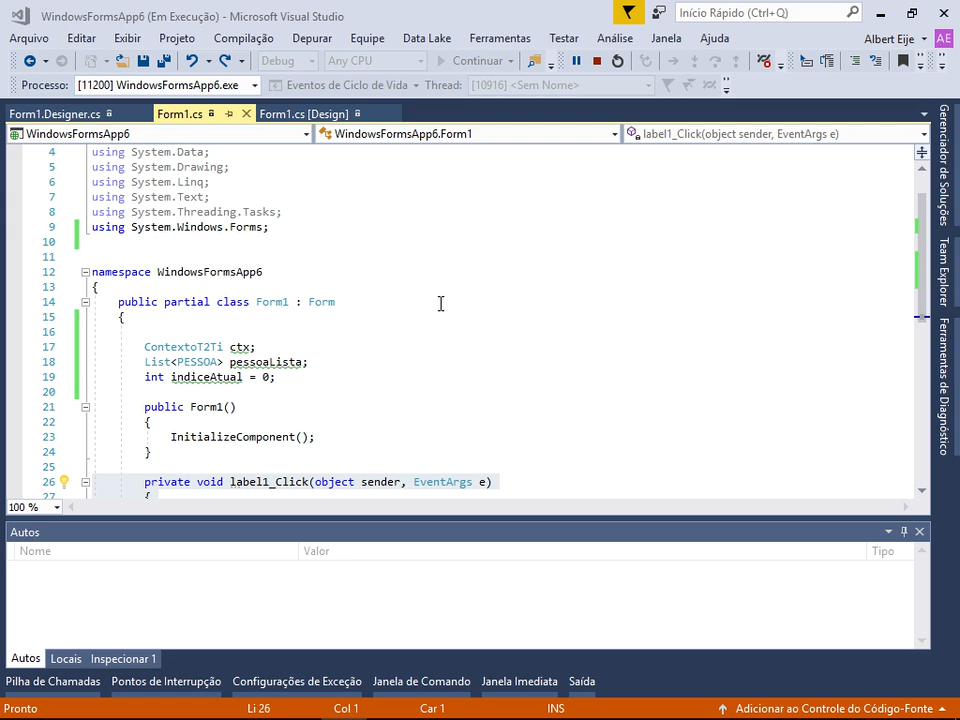 WindowsFormsApp6 (Em Execução) - Microsoft Visual Studio
Início Rápido (Ctrl+Q)
Arquivo Editar Exibir Projeto Compilação Depurar Equipe Data Lake Ferramentas Testar Análise Janela Ajuda Albert Eije AE
Debug Any CPU Continuar
Processo: [11200] WindowsFormsApp6.exe Eventos de Ciclo de Vida Thread: [10916] <Sem Nome>
Form1.Designer.cs Form1.cs Form1.cs [Design]
WindowsFormsApp6 WindowsFormsApp6.Form1 label1_Click(object sender, EventArgs e)
4 using System.Data;
5 using System.Drawing;
6 using System.Linq;
7 using System.Text;
8 using System.Threading.Tasks;
9 using System.Windows.Forms;
10
11
12 namespace WindowsFormsApp6
13 {
14 public partial class Form1 : Form
15 {
16
17 ContextoT2Ti ctx;
18 List<PESSOA> pessoaLista;
19 int indiceAtual = 0;
20
21 public Form1()
22 {
23 InitializeComponent();
24 }
25
26 private void label1_Click(object sender, EventArgs e)
27 {
100 %
Gerenciador de Soluções
Team Explorer
Ferramentas de Diagnóstico
Autos
Nome Valor Tipo
Autos Locais Inspecionar 1
Pilha de Chamadas Pontos de Interrupção Configurações de Exceção Janela de Comando Janela Imediata Saída
Pronto Li 26 Col 1 Car 1 INS Adicionar ao Controle do Código-Fonte